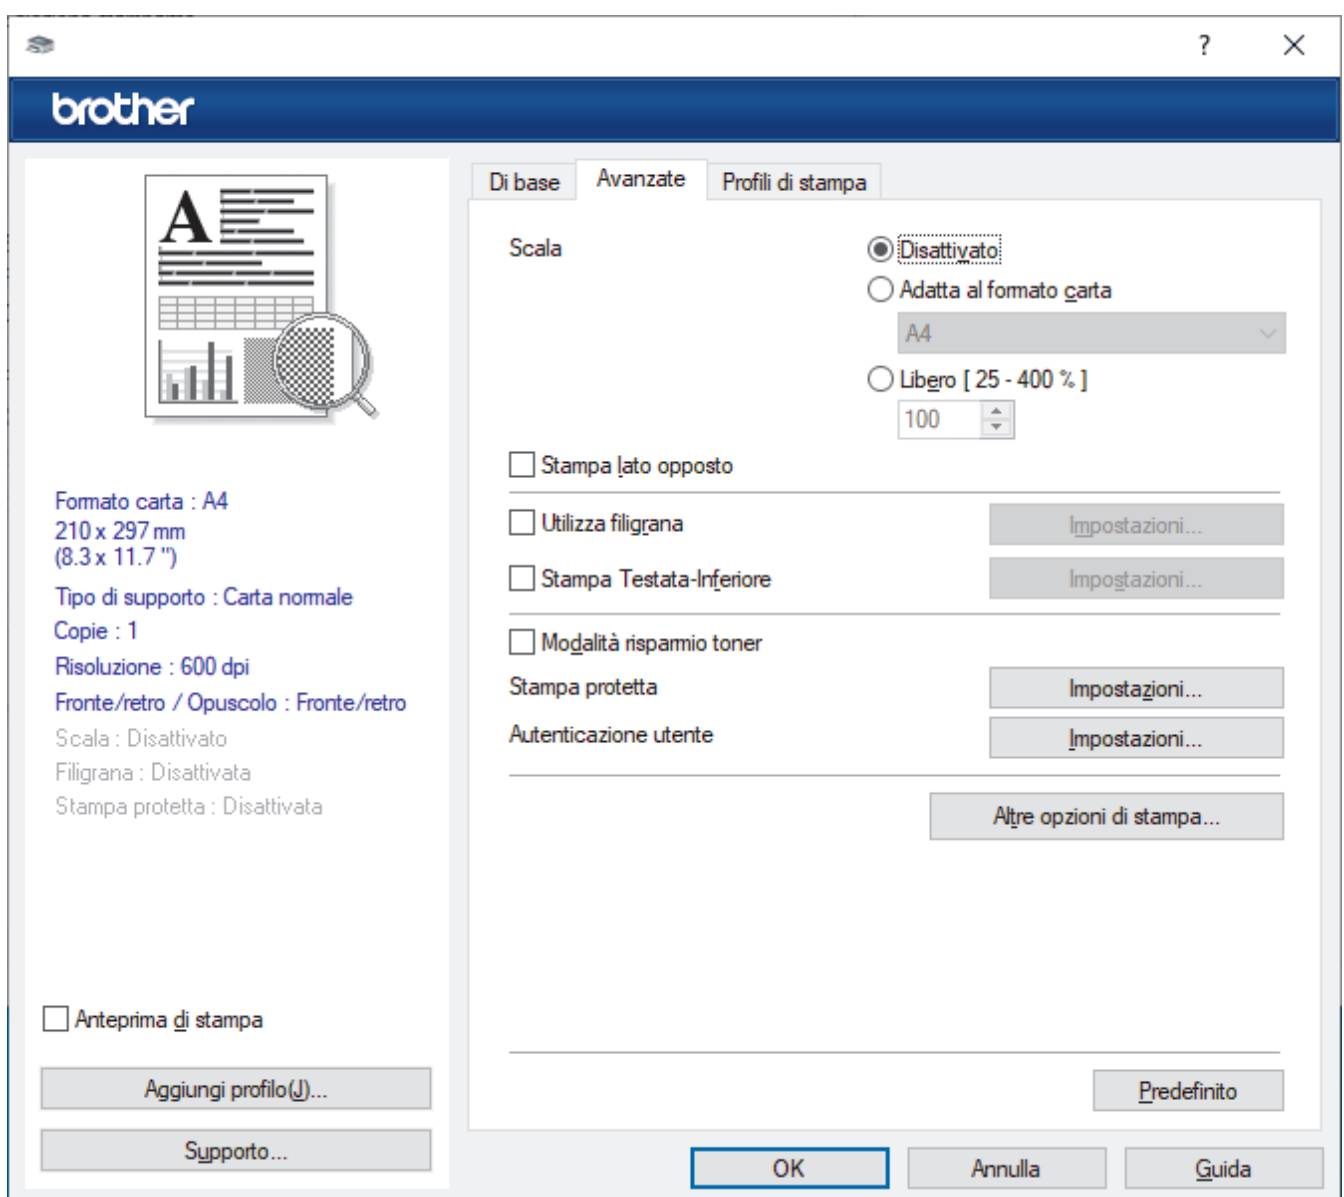 ?
brother
Di base
Avanzate
Profili di stampa
A
Scala
Disattivato
Adatta al formato carta
A4
Libero [ 25 - 400 % ]
100
Stampa lato opposto
Utilizza filigrana
Impostazioni...
Stampa Testata-Inferiore
Impostazioni...
Modalità risparmio toner
Stampa protetta
Impostazioni...
Autenticazione utente
Impostazioni...
Altre opzioni di stampa...
Formato carta : A4
210 x 297 mm
(8.3 x 11.7 ")
Tipo di supporto : Carta normale
Copie : 1
Risoluzione : 600 dpi
Fronte/retro / Opuscolo : Fronte/retro
Scala : Disattivato
Filigrana : Disattivata
Stampa protetta : Disattivata
Anteprima di stampa
Aggiungi profilo(J)...
Supporto...
Predefinito
OK
Annulla
Guida